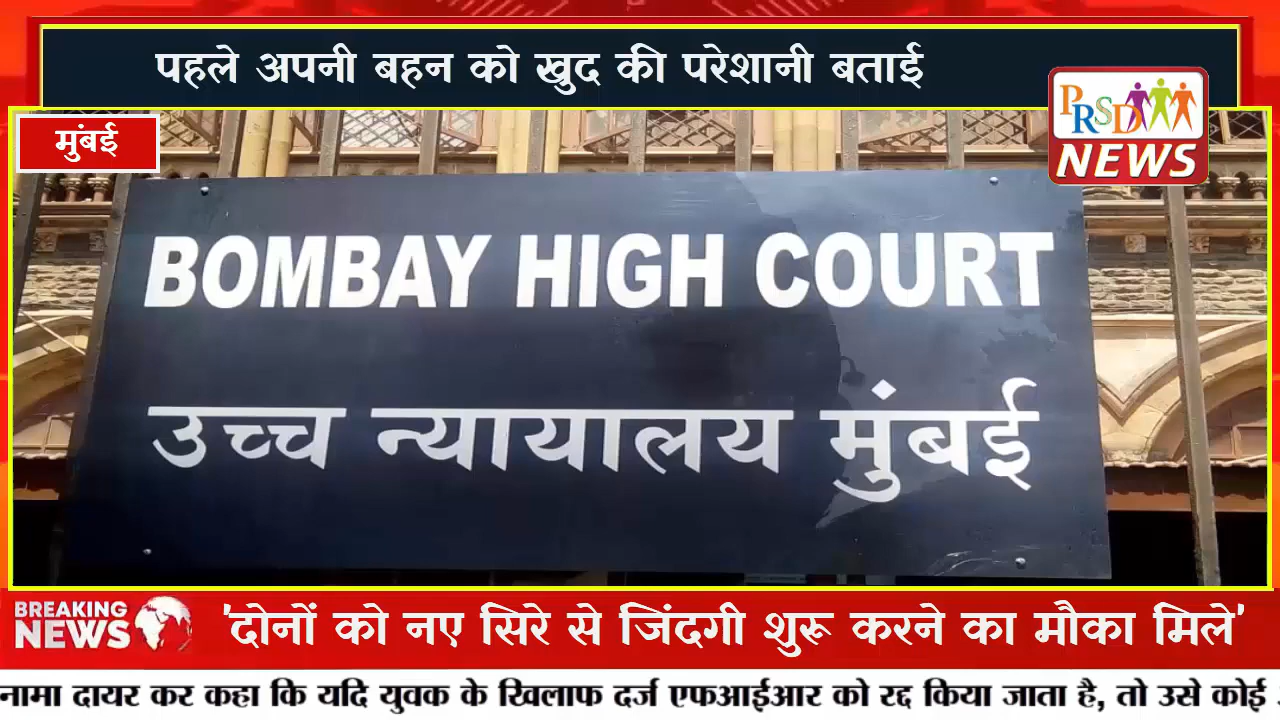 पहले अपनी बहन को खुद की परेशानी बताई
PRSD
NEWS
मुंबई
BOMBAY HIGH COURT
उच्च न्यायालय मुंबई
BREAKING
NEWS
'दोनों को नए सिरे से जिंदगी शुरू करने का मौका मिले'
नामा दायर कर कहा कि यदि युवक के खिलाफ दर्ज एफआईआर को रद्द किया जाता है, तो उसे कोई